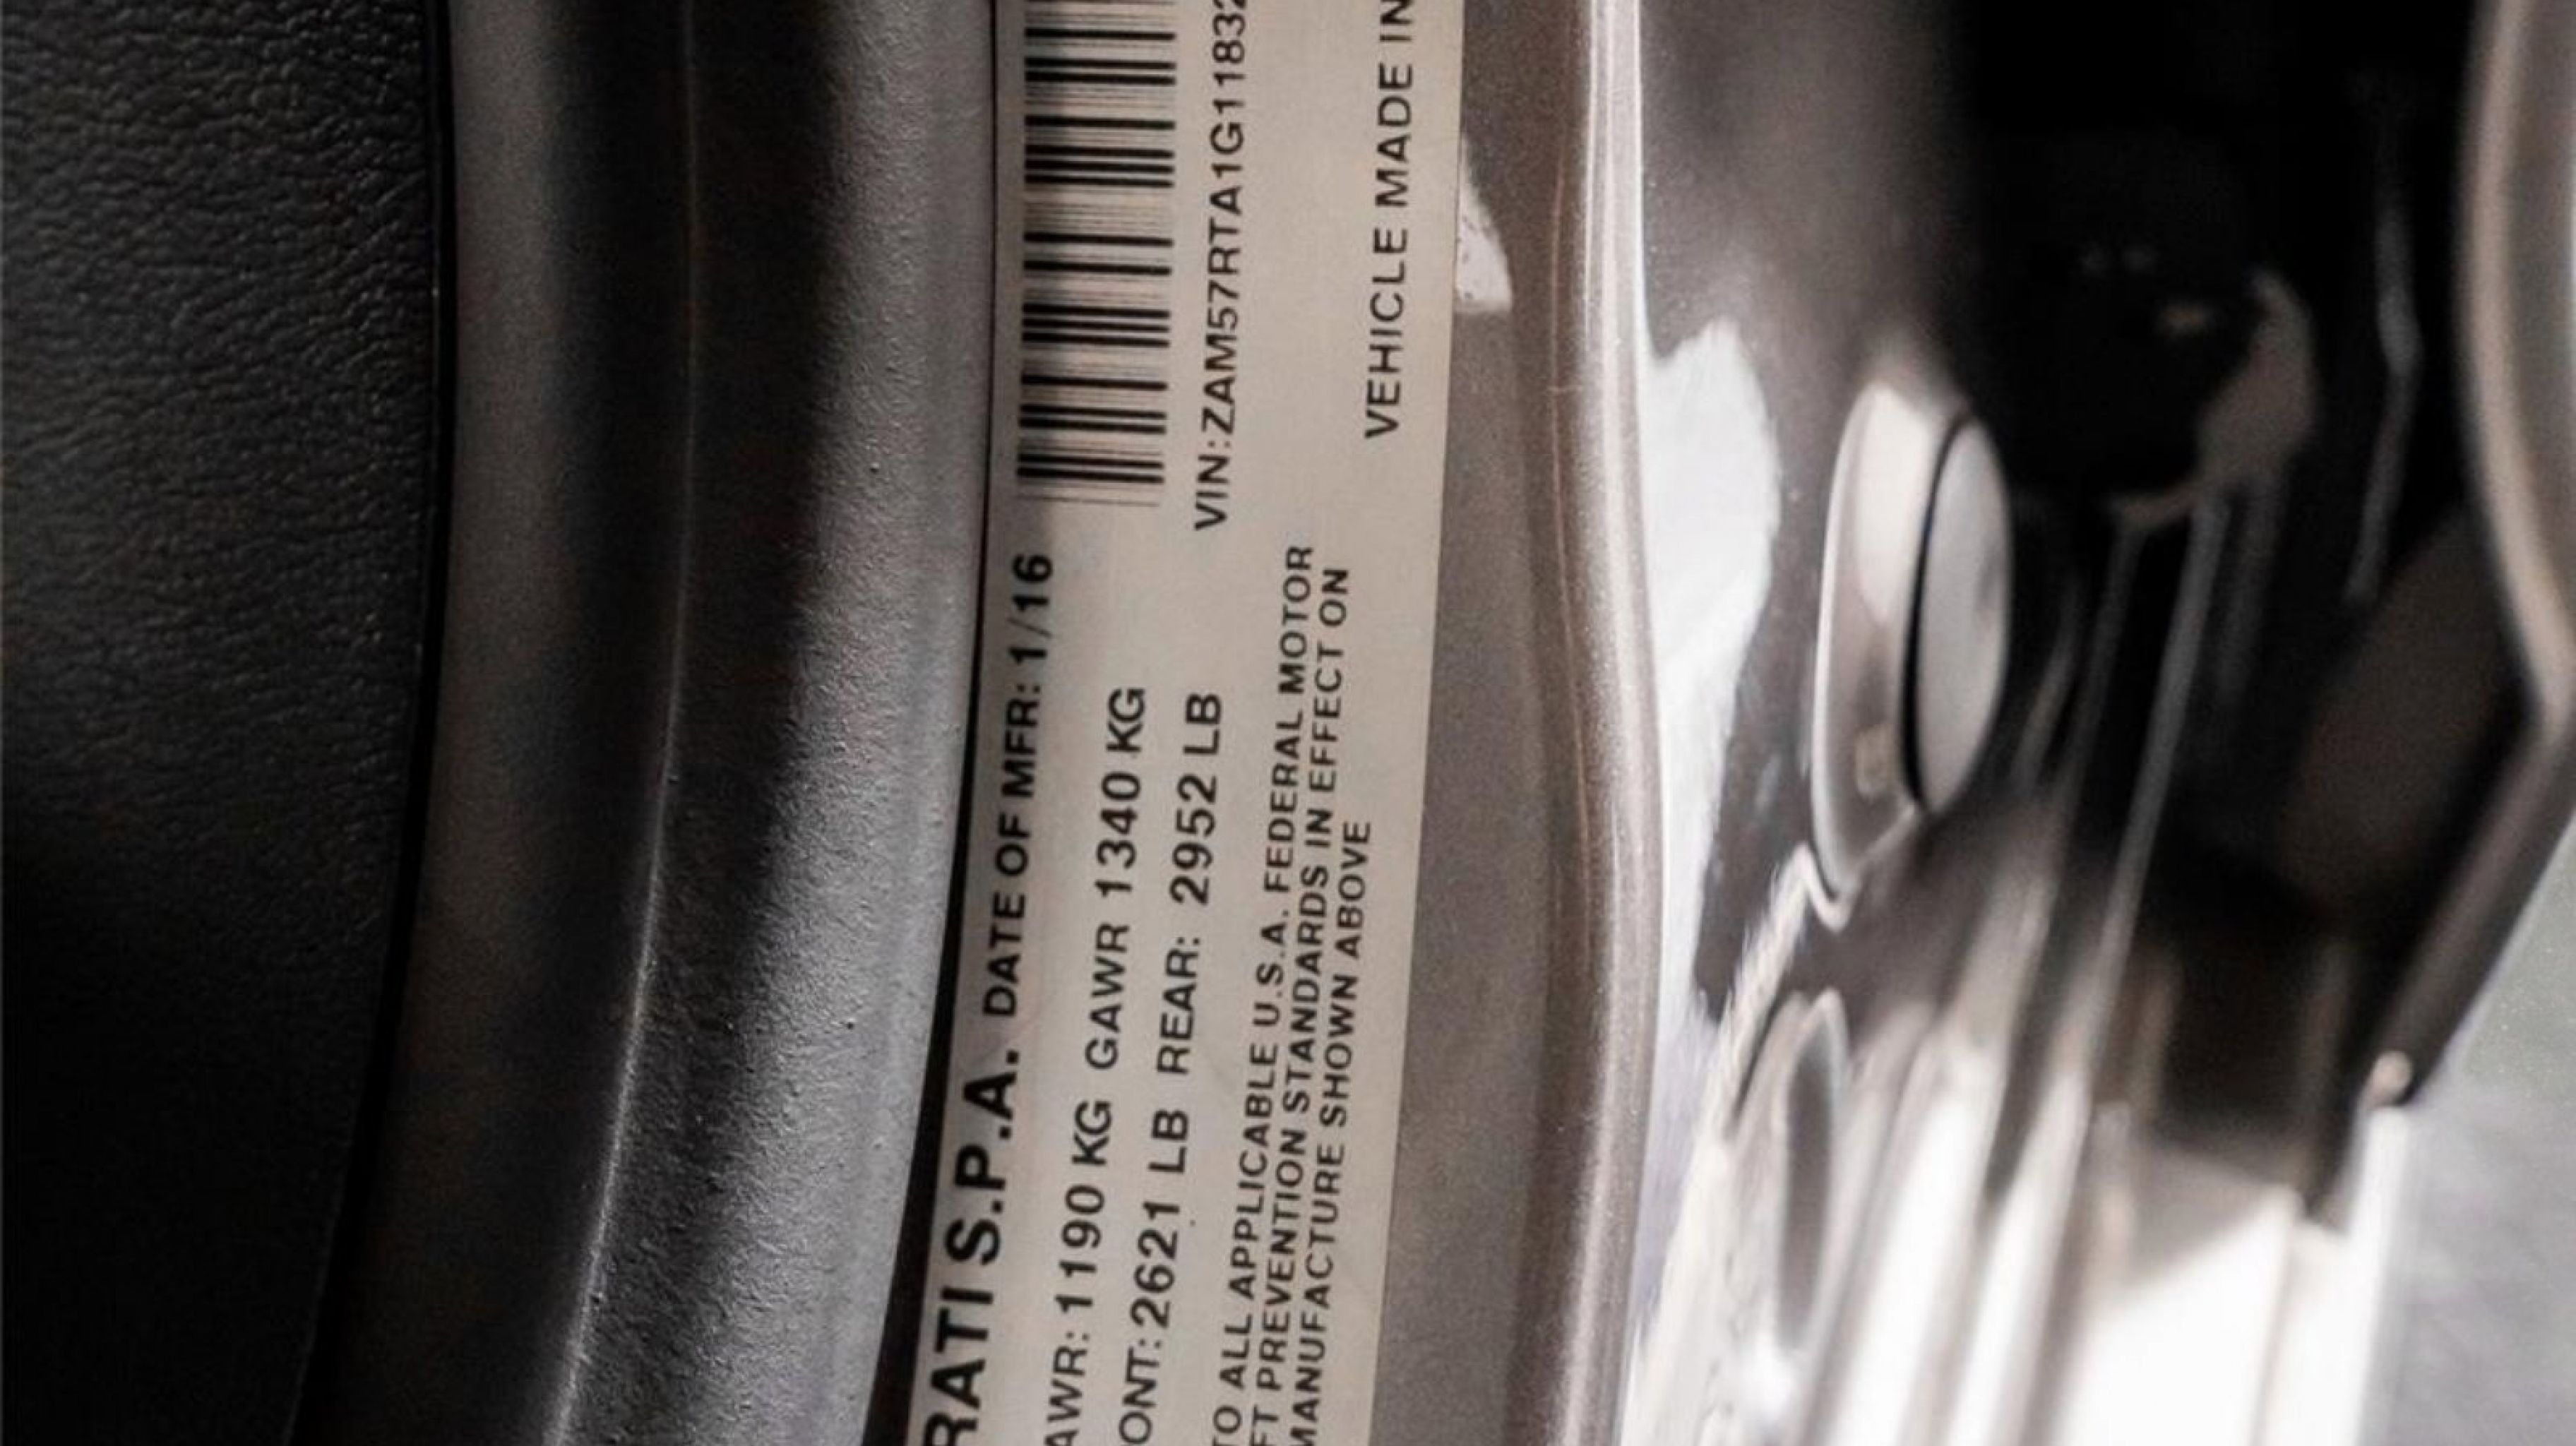 RATI S.P.A. DATE OF MFR: 1/16
AWR: 1190 KG GAWR 1340 KG
ONT: 2621 LB REAR: 2952 LB
VIN:ZAM57RTA1G11832
TO ALL APPLICABLE U.S.A. FEDERAL MOTOR
FT PREVENTION STANDARDS IN EFFECT ON
MANUFACTURE SHOWN ABOVE
VEHICLE MADE IN